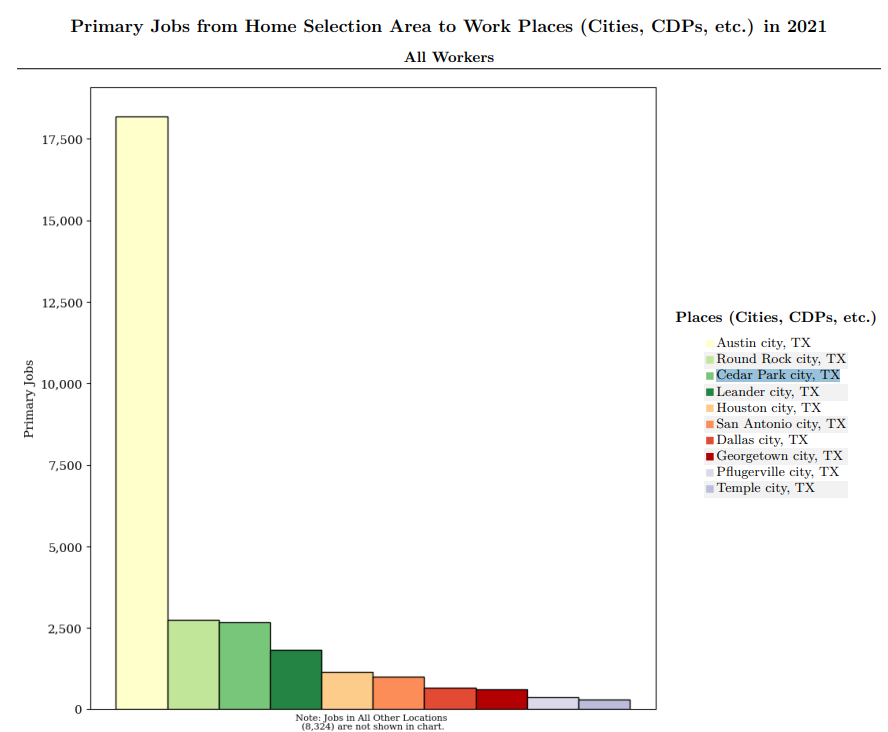 Primary Jobs from Home Selection Area to Work Places (Cities, CDPs, etc.) in 2021
All Workers
17,500
15,000
12,500
10,000
7,500
5,000
2,500
0
Primary Jobs
Note: Jobs in All Other Locations
(8,324) are not shown in chart.
Places (Cities, CDPs, etc.)
Austin city, TX
Round Rock city, TX
Cedar Park city, TX
Leander city, TX
Houston city, TX
San Antonio city, TX
Dallas city, TX
Georgetown city, TX
Pflugerville city, TX
Temple city, TX